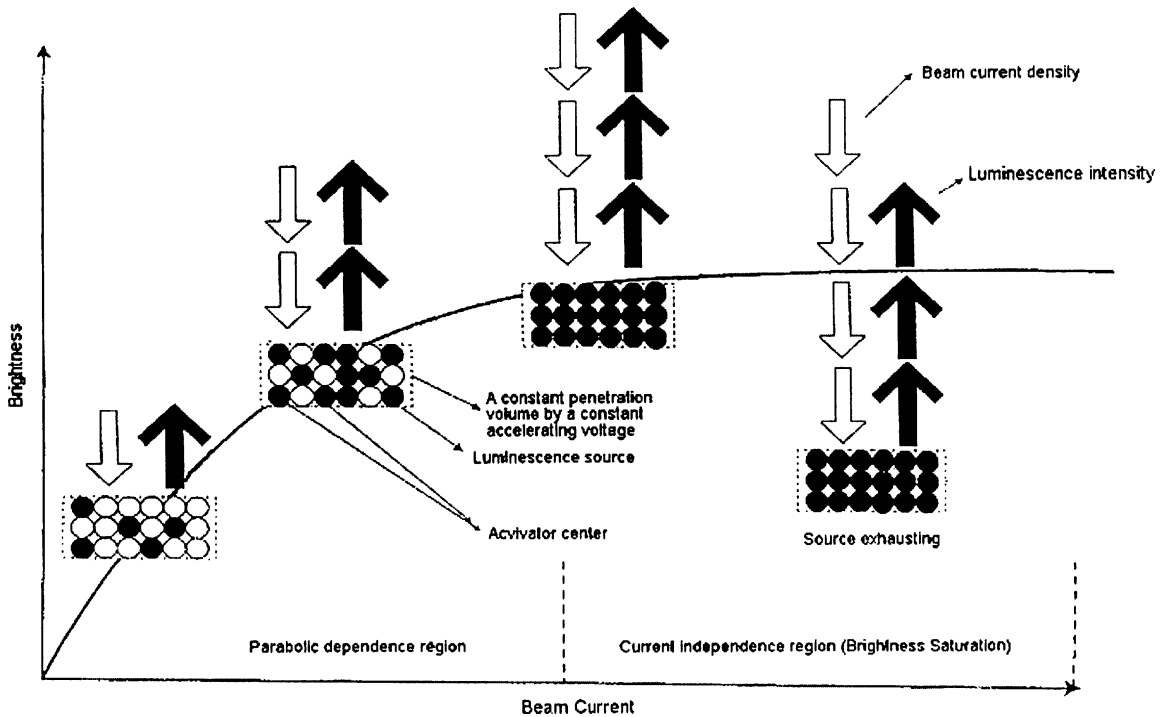 Beam current density
Luminescence intensity
Brightness
A constant penetration
volume by a constant
accelerating voltage
Luminescence source
Acvivator center
Source exhausting
Parabolic dependence region
Current independence region (Brighlness Saturation)
Beam Current